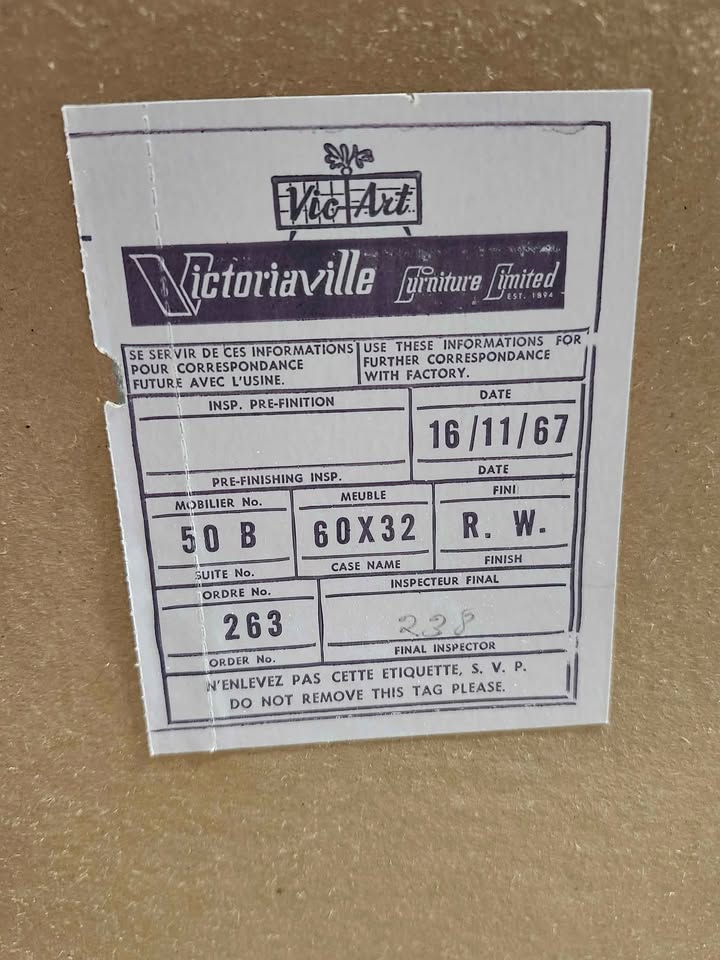 Vic Art
Victoriaville Furniture Limited
EST. 1894
SE SERVIR DE CES INFORMATIONS
POUR CORRESPONDANCE
FUTURE AVEC L'USINE.
USE THESE INFORMATIONS FOR
FURTHER CORRESPONDANCE
WITH FACTORY.
INSP. PRE-FINITION
PRE-FINISHING INSP.
DATE
16/11/67
DATE
MOBILIER No.
50 B
SUITE No.
MEUBLE
60X32
CASE NAME
FINI
R. W.
FINISH
ORDRE No.
263
ORDER No.
INSPECTEUR FINAL
238
FINAL INSPECTOR
N'ENLEVEZ PAS CETTE ETIQUETTE, S. V. P.
DO NOT REMOVE THIS TAG PLEASE.